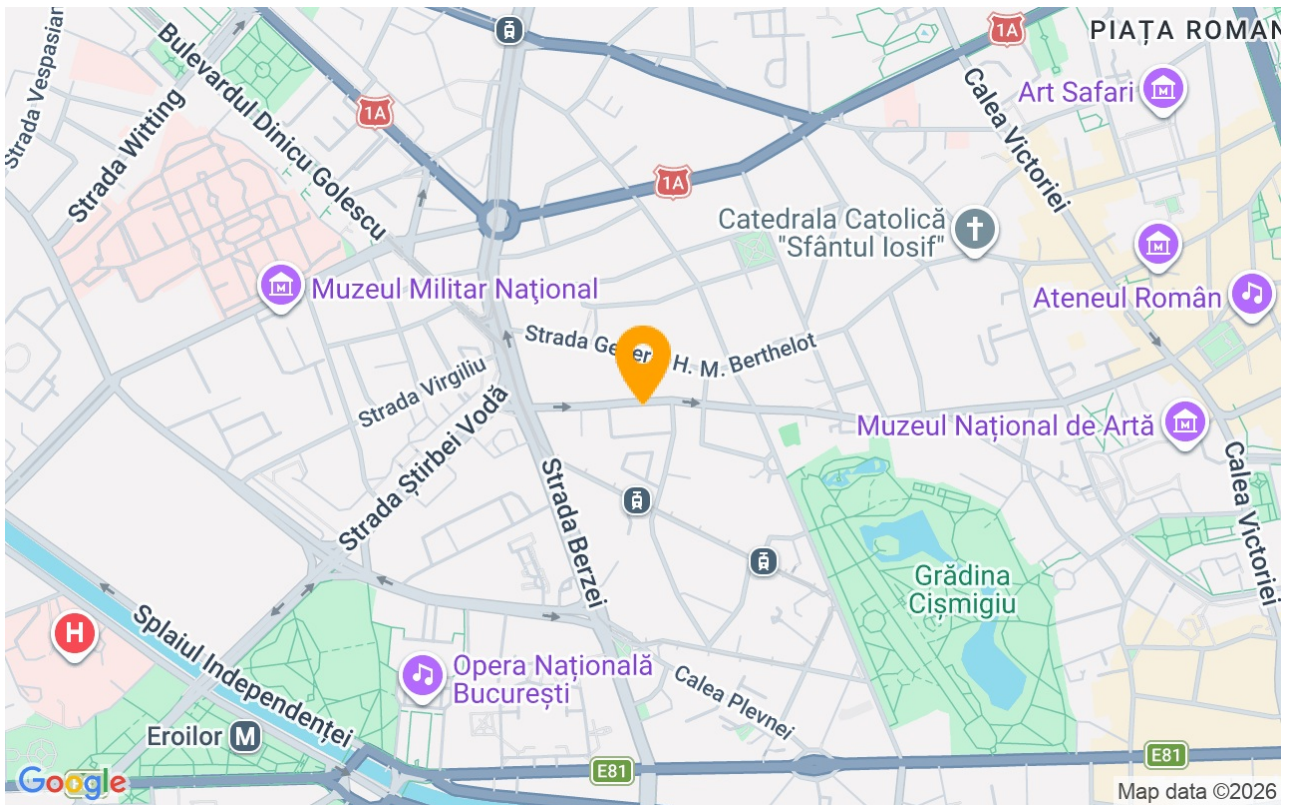 1A
PIAȚA ROMAN
Strada Vespasian
Bulevardul Dinicu Golescu
Strada Witting
1A
Art Safari
Calea Victoriei
1A
Catedrala Catolică
"Sfântul Iosif"
Muzeul Militar Naţional
Ateneul Român
Strada Gener
H. M. Berthelot
Strada Virgiliu
Strada Știrbei Vodă
Muzeul Național de Artă
Strada Berzei
Calea Victoriei
Grădina
Cișmigiu
H
Splaiul Independenței
Opera Națională
București
Calea Plevnei
Eroilor M
E81
E81
Google
Map data ©2026